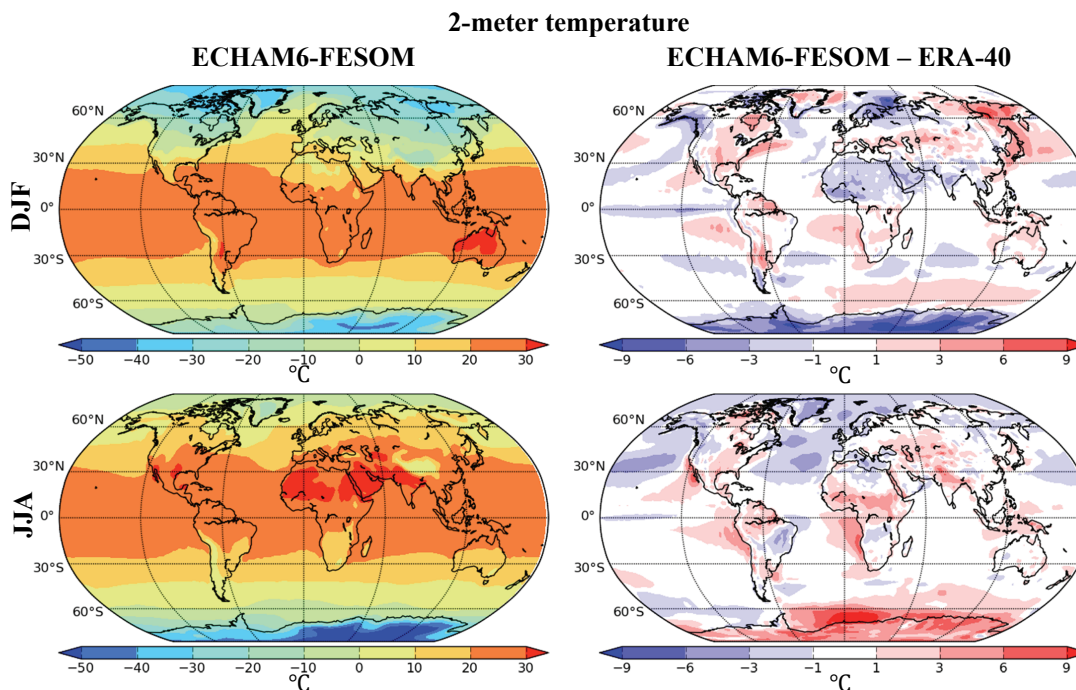 2-meter temperature
ECHAM6-FESOM
ECHAM6-FESOM – ERA-40
DJF
60°N
30°N
0°
30°S
60°S
−50 −40 −30 −20 −10 0 10 20 30
°C
60°N
30°N
0°
30°S
60°S
−9 −6 −3 −1 1 3 6 9
°C
JJA
60°N
30°N
0°
30°S
60°S
−50 −40 −30 −20 −10 0 10 20 30
°C
60°N
30°N
0°
30°S
60°S
−9 −6 −3 −1 1 3 6 9
°C